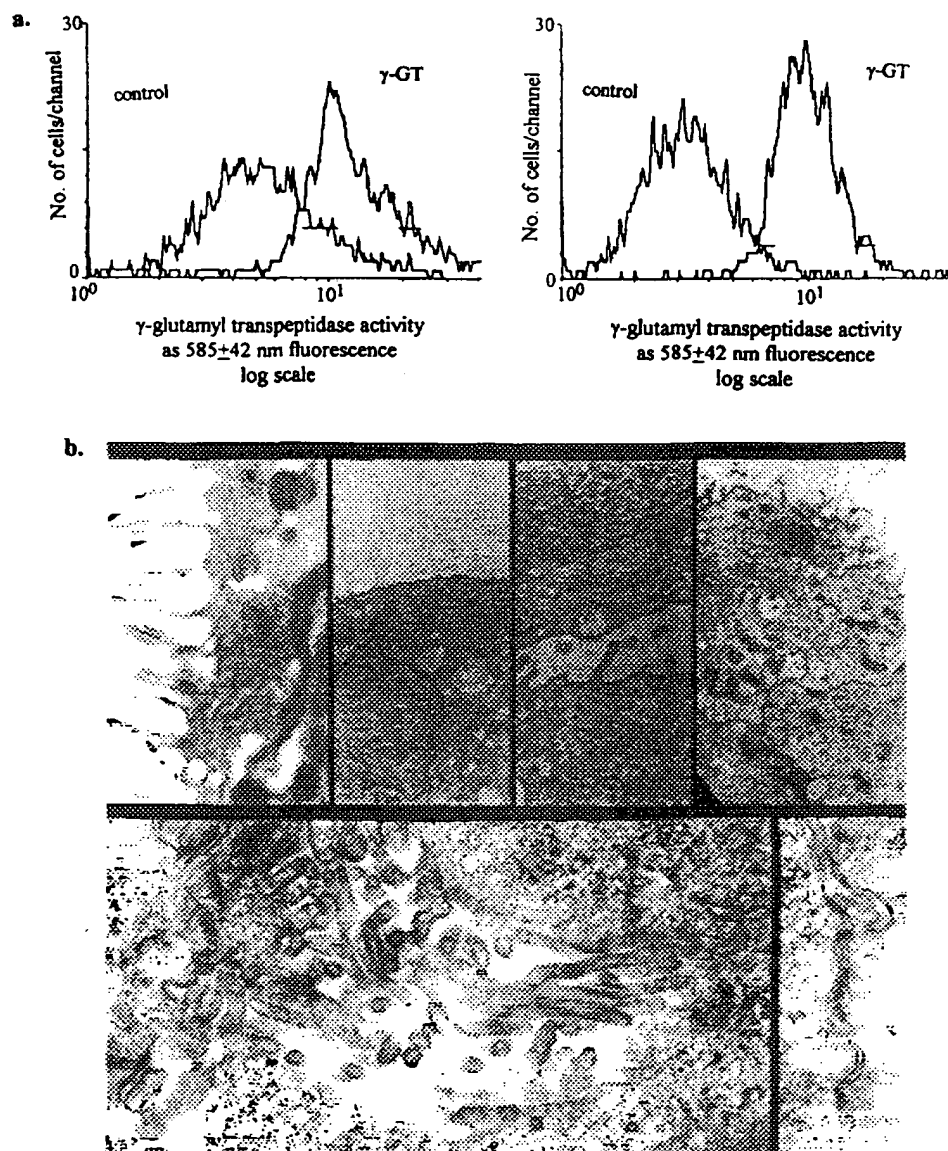 a.
30
control
γ-GT
No. of cells/channel
0
10⁰
10¹
γ-glutamyl transpeptidase activity
as 585±42 nm fluorescence
log scale
30
control
γ-GT
No. of cells/channel
0
10⁰
10¹
γ-glutamyl transpeptidase activity
as 585±42 nm fluorescence
log scale
b.